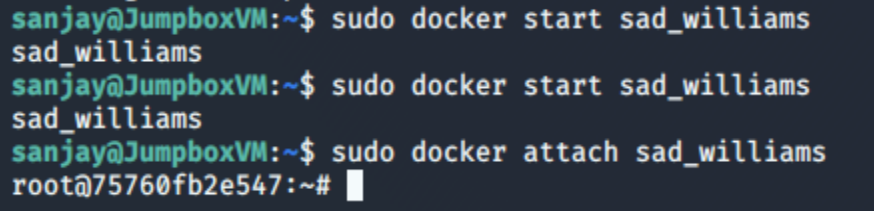 sanjay@JumpboxVM:~$ sudo docker start sad_williams
sad_williams
sanjay@JumpboxVM:~$ sudo docker start sad_williams
sad_williams
sanjay@JumpboxVM:~$ sudo docker attach sad_williams
root@75760fb2e547:~#